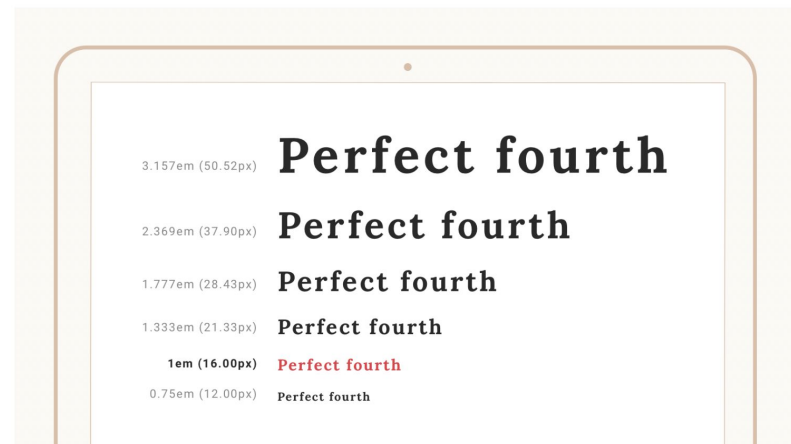 3.157em (50.52px) Perfect fourth
2.369em (37.90px) Perfect fourth
1.777em (28.43px) Perfect fourth
1.333em (21.33px) Perfect fourth
1em (16.00px) Perfect fourth
0.75em (12.00px) Perfect fourth